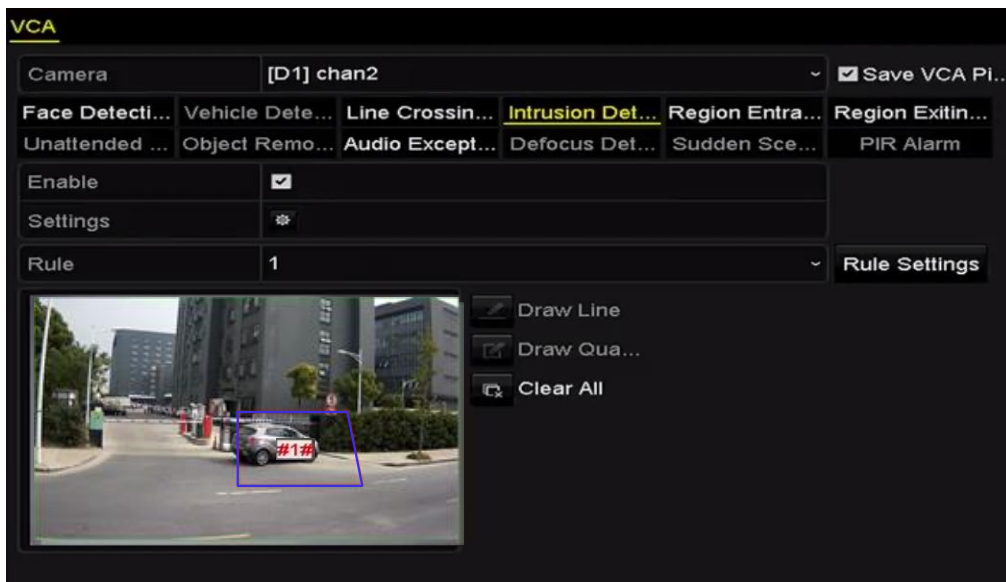 VCA
Camera [D1] chan2 Save VCA Pi...
Face Detecti... Vehicle Dete... Line Crossin... Intrusion Det... Region Entra... Region Exitin...
Unattended ... Object Remo... Audio Except... Defocus Det... Sudden Sce... PIR Alarm
Enable
Settings
Rule 1 Rule Settings
Draw Line
Draw Qua...
Clear All
#1#